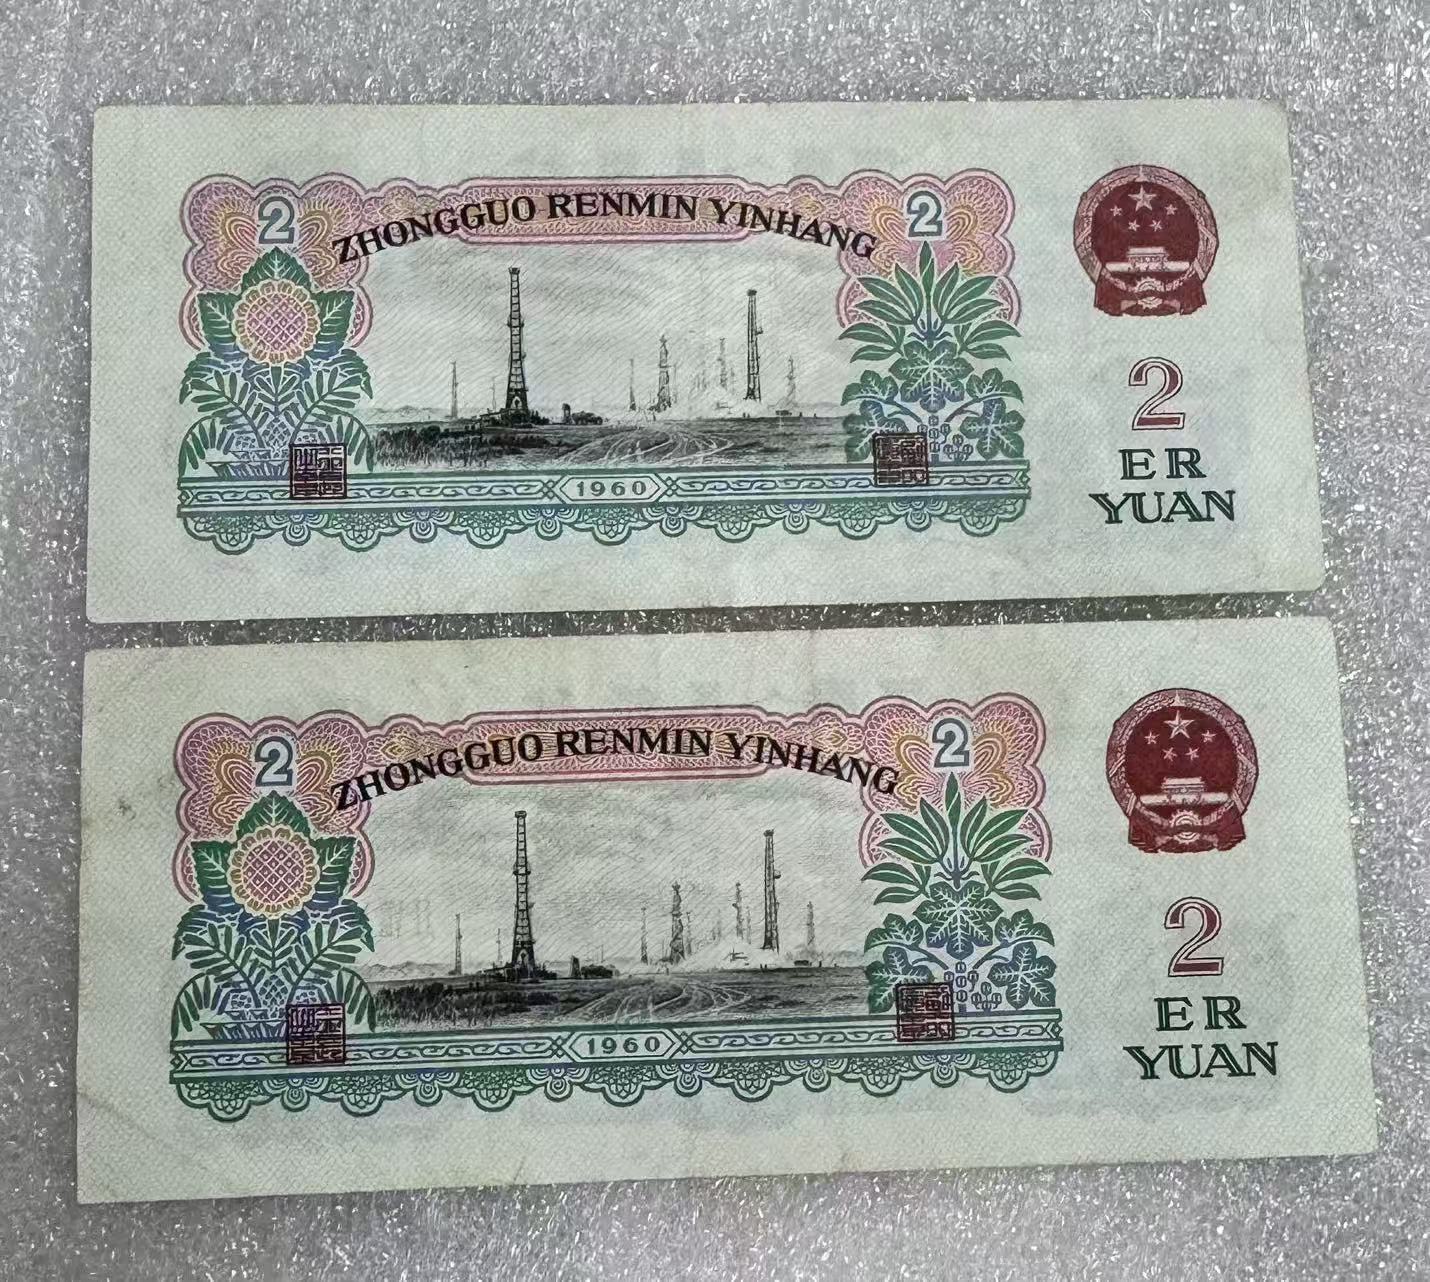 2 ZHONGGUO RENMIN YINHANG 2
2
1960
ER
YUAN
2 ZHONGGUO RENMIN YINHANG 2
2
1960
ER
YUAN